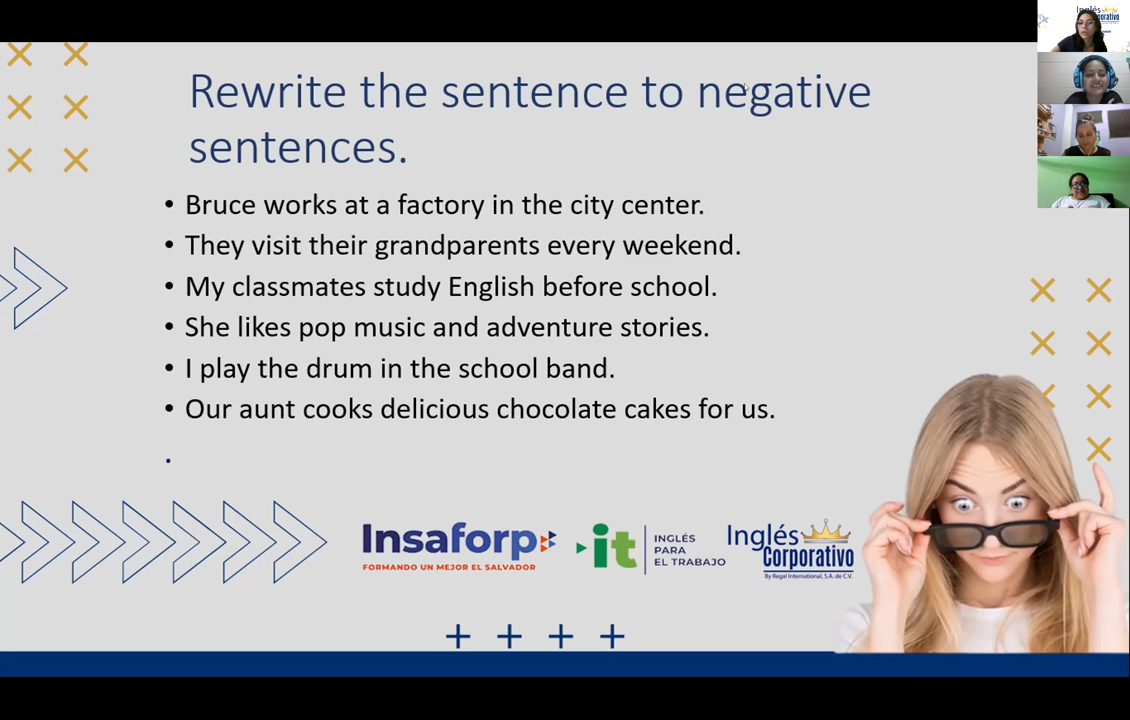 Rewrite the sentence to negative
sentences.
• Bruce works at a factory in the city center.
• They visit their grandparents every weekend.
• My classmates study English before school.
• She likes pop music and adventure stories.
• I play the drum in the school band.
• Our aunt cooks delicious chocolate cakes for us.
.
Insaforp
FORMANDO UN MEJOR EL SALVADOR
it
INGLÉS
PARA
EL TRABAJO
Inglés
Corporativo
By Regal International, S.A. de C.V.